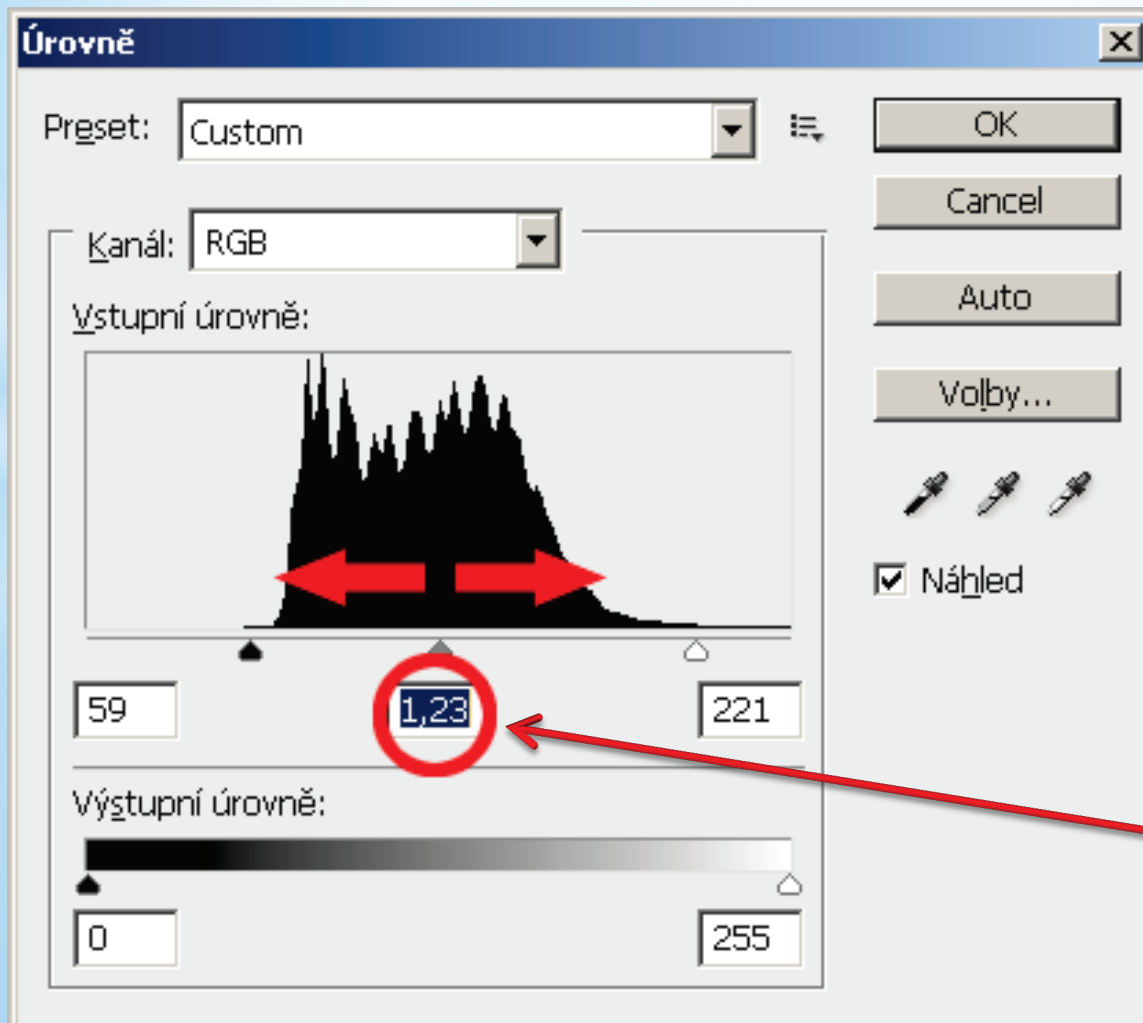 Úrovně
Preset: Custom
OK
Cancel
Kanál: RGB
Auto
Vstupní úrovně:
Volby...
Náhled
59 1,23 221
Výstupní úrovně:
0 255